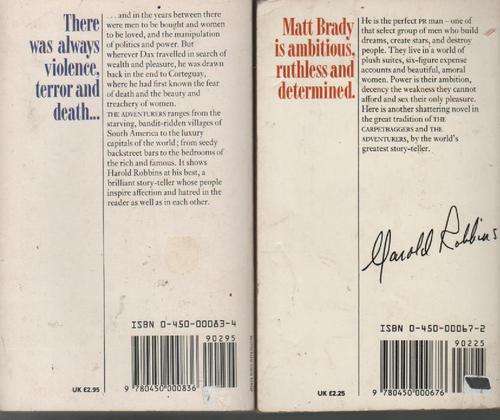 There
was always
violence,
terror and
death...
. . . and in the years between there
were men to be bought and women
to be loved, and the manipulation
of politics and power. But
wherever Dax travelled in search of
wealth and pleasure, he was drawn
back in the end to Corteguay,
where he had first known the fear
of death and the beauty and
treachery of women.
THE ADVENTURERS ranges from the
starving, bandit-ridden villages of
South America to the luxury
capitals of the world; from seedy
backstreet bars to the bedrooms of
the rich and famous. It shows
Harold Robbins at his best, a
brilliant story-teller whose people
inspire affection and hatred in the
reader as well as in each other.
ISBN 0-450-00083-4
90295
UK £2.95
9 780450 000836
Matt Brady
is ambitious,
ruthless and
determined.
He is the perfect PR man – one of
that select group of men who build
dreams, create stars, and destroy
people. They live in a world of
plush suites, six-figure expense
accounts and beautiful, amoral
women. Power is their ambition,
decency the weakness they cannot
afford and sex their only pleasure.
Here is another shattering novel in
the great tradition of THE
CARPETBAGGERS and THE
ADVENTURERS, by the world's
greatest story-teller.
Harold Robbins
ISBN 0-450-00067-2
90225
UK £2.25
9 780450 000676